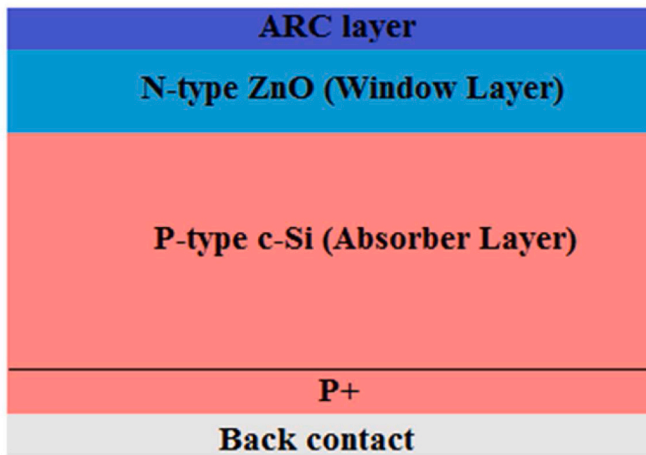 ARC layer
N-type ZnO (Window Layer)
P-type c-Si (Absorber Layer)
P+
Back contact